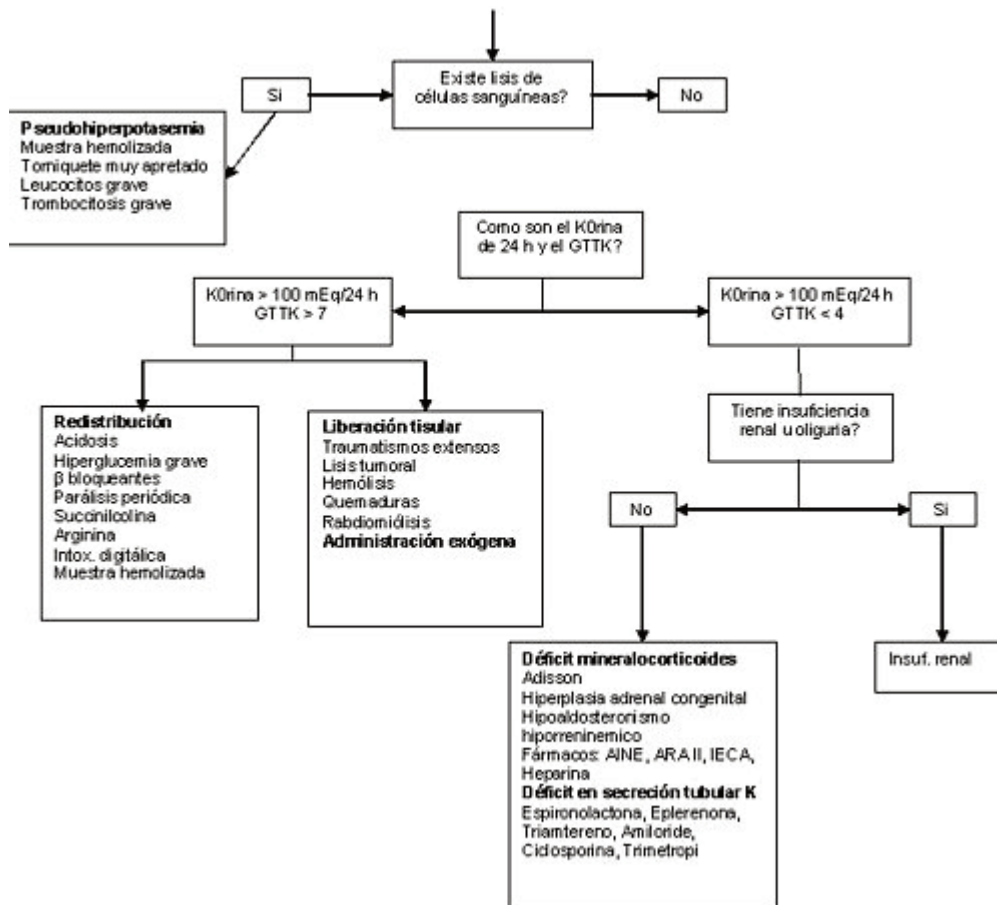 Existe lisis de
células sanguíneas?
Si
No
Pseudohiperpotasemia
Muestra hemolizada
Torniquete muy apretado
Leucocitos grave
Trombocitosis grave
Como son el K0rina
de 24 h y el GTTK?
K0rina > 100 mEq/24 h
GTTK > 7
K0rina > 100 mEq/24 h
GTTK < 4
Redistribución
Acidosis
Hiperglucemia grave
β bloqueantes
Parálisis periódica
Succinilcolina
Arginina
Intox. digitálica
Muestra hemolizada
Liberación tisular
Traumatismos extensos
Lisis tumoral
Hemólisis
Quemaduras
Rabdiomiólisis
Administración exógena
Tiene insuficiencia
renal u oliguria?
No
Si
Déficit mineralocorticoides
Adisson
Hiperplasia adrenal congenital
Hipoaldosteronismo
hiporreninemico
Fármacos: AINE, ARA II, IECA,
Heparina
Déficit en secreción tubular K
Espironolactona, Eplerenona,
Triamtereno, Amiloride,
Ciclosporina, Trimetropi
Insuf. renal